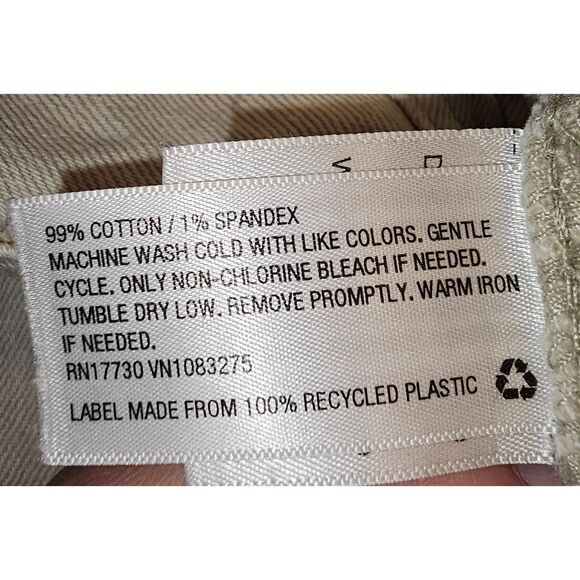 99% COTTON / 1% SPANDEX
MACHINE WASH COLD WITH LIKE COLORS. GENTLE
CYCLE. ONLY NON-CHLORINE BLEACH IF NEEDED.
TUMBLE DRY LOW. REMOVE PROMPTLY. WARM IRON
IF NEEDED.
RN17730 VN1083275
LABEL MADE FROM 100% RECYCLED PLASTIC